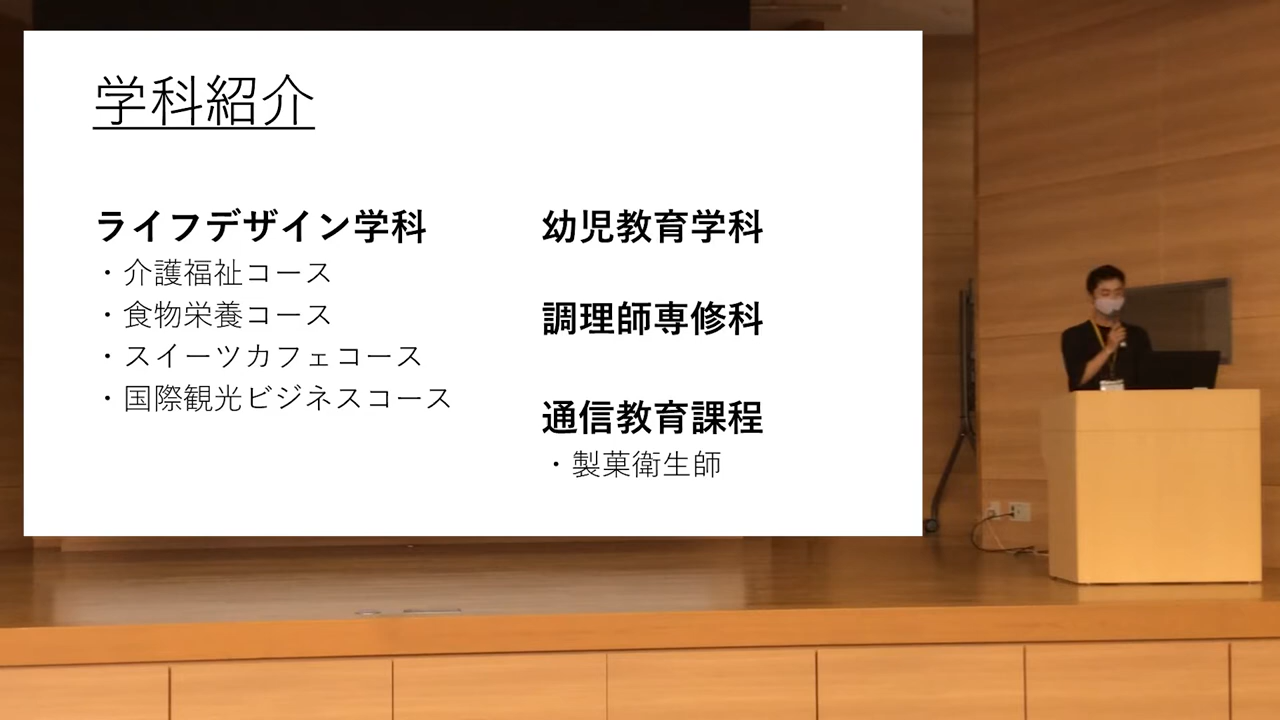 学科紹介
ライフデザイン学科
・介護福祉コース
・食物栄養コース
・スイーツカフェコース
・国際観光ビジネスコース
幼児教育学科
調理師専修科
通信教育課程
・製菓衛生師